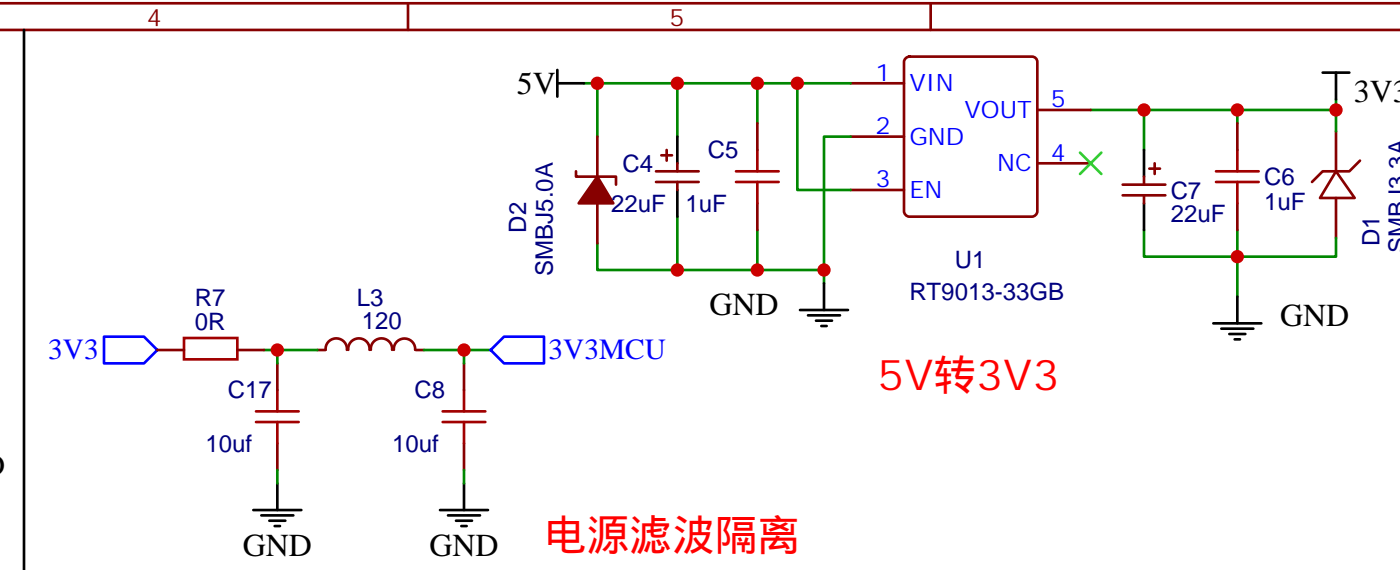 4
5
5V
1
VIN
VOUT
5
3V3
2
GND
C4
C5
NC
4
3
EN
22uF
1uF
D2
SMBJ5.0A
C7
22uF
C6
1uF
D1
SMBJ3.3A
U1
RT9013-33GB
GND
GND
R7
0R
L3
120
3V3
3V3MCU
5V转3V3
C17
C8
10uf
10uf
GND
GND
电源滤波隔离